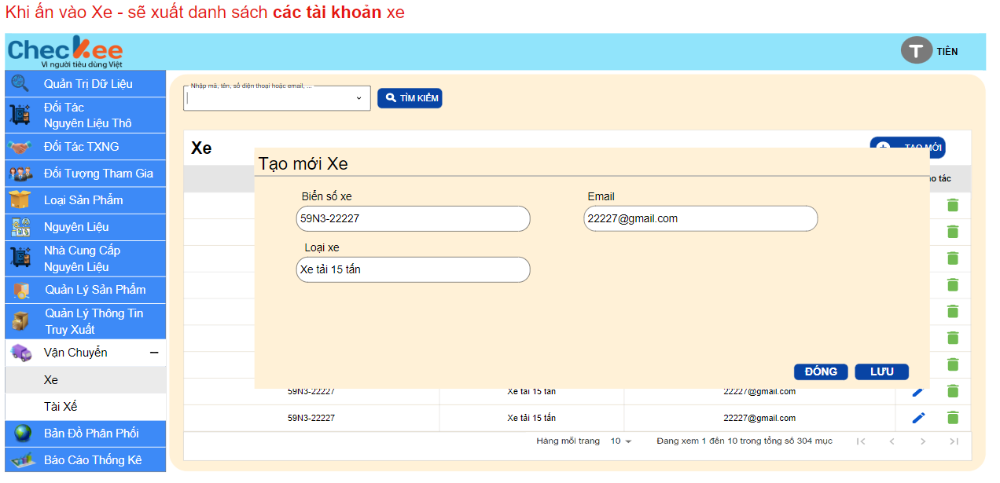 Khi ấn vào Xe - sẽ xuất danh sách các tài khoản xe
Checkee
Vì người tiêu dùng Việt
T
TIÊN
Quản Trị Dữ Liệu
Đối Tác
Nguyên Liệu Thô
Đối Tác TXNG
Đối Tượng Tham Gia
Loại Sản Phẩm
Nguyên Liệu
Nhà Cung Cấp
Nguyên Liệu
Quản Lý Sản Phẩm
Quản Lý Thông Tin
Truy Xuất
Vận Chuyển
Xe
Tài Xế
Bản Đồ Phân Phối
Báo Cáo Thống Kê
Nhập mã, tên, số điện thoại hoặc email, ...
TÌM KIẾM
Xe
TẠO MỚI
o tác
Tạo mới Xe
Biển số xe
Email
59N3-22227
22227@gmail.com
Loại xe
Xe tải 15 tấn
ĐÓNG
LƯU
59N3-22227 Xe tải 15 tấn 22227@gmail.com
59N3-22227 Xe tải 15 tấn 22227@gmail.com
Hàng mỗi trang 10 Đang xem 1 đến 10 trong tổng số 304 mục